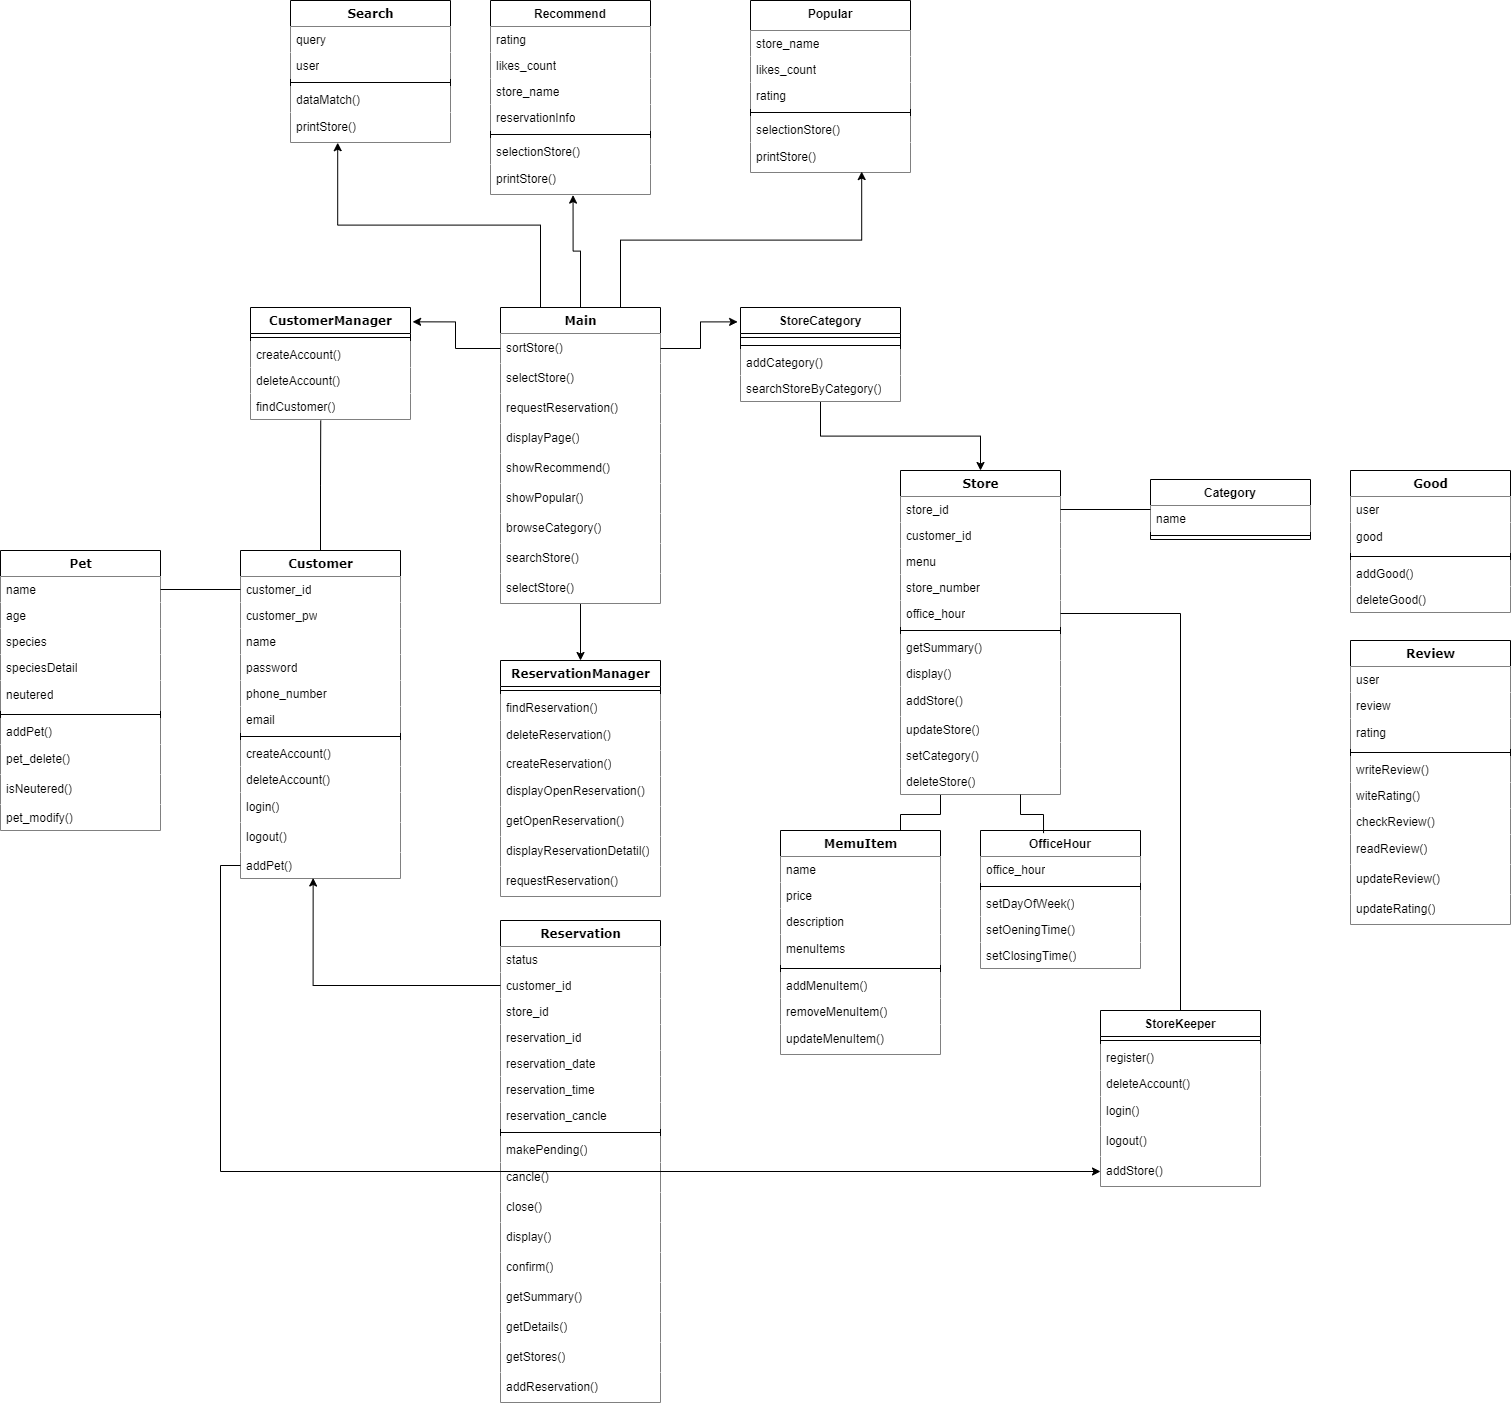 Search
query
user
dataMatch()
printStore()
Recommend
rating
likes_count
store_name
reservationInfo
selectionStore()
printStore()
Popular
store_name
likes_count
rating
selectionStore()
printStore()
CustomerManager
createAccount()
deleteAccount()
findCustomer()
Main
sortStore()
selectStore()
requestReservation()
displayPage()
showRecommend()
showPopular()
browseCategory()
searchStore()
selectStore()
StoreCategory
addCategory()
searchStoreByCategory()
Store
store_id
customer_id
menu
store_number
office_hour
getSummary()
display()
addStore()
updateStore()
setCategory()
deleteStore()
Category
name
Good
user
good
addGood()
deleteGood()
Pet
name
age
species
speciesDetail
neutered
addPet()
pet_delete()
isNeutered()
pet_modify()
Customer
customer_id
customer_pw
name
password
phone_number
email
createAccount()
deleteAccount()
login()
logout()
addPet()
ReservationManager
findReservation()
deleteReservation()
createReservation()
displayOpenReservation()
getOpenReservation()
displayReservationDetatil()
requestReservation()
Review
user
review
rating
writeReview()
witeRating()
checkReview()
readReview()
updateReview()
updateRating()
MemuItem
name
price
description
menuItems
addMenuItem()
removeMenuItem()
updateMenuItem()
OfficeHour
office_hour
setDayOfWeek()
setOeningTime()
setClosingTime()
Reservation
status
customer_id
store_id
reservation_id
reservation_date
reservation_time
reservation_cancle
makePending()
cancle()
close()
display()
confirm()
getSummary()
getDetails()
getStores()
addReservation()
StoreKeeper
register()
deleteAccount()
login()
logout()
addStore()